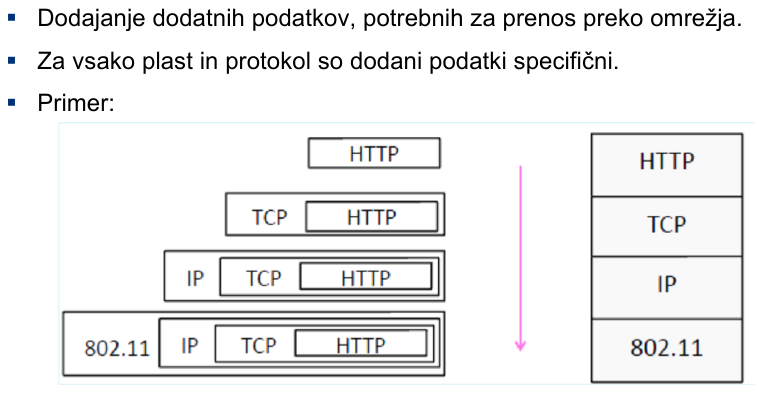 ▪ Dodajanje dodatnih podatkov, potrebnih za prenos preko omrežja.
▪ Za vsako plast in protokol so dodani podatki specifični.
▪ Primer:
HTTP
TCP HTTP
IP TCP HTTP
802.11 IP TCP HTTP
HTTP
TCP
IP
802.11